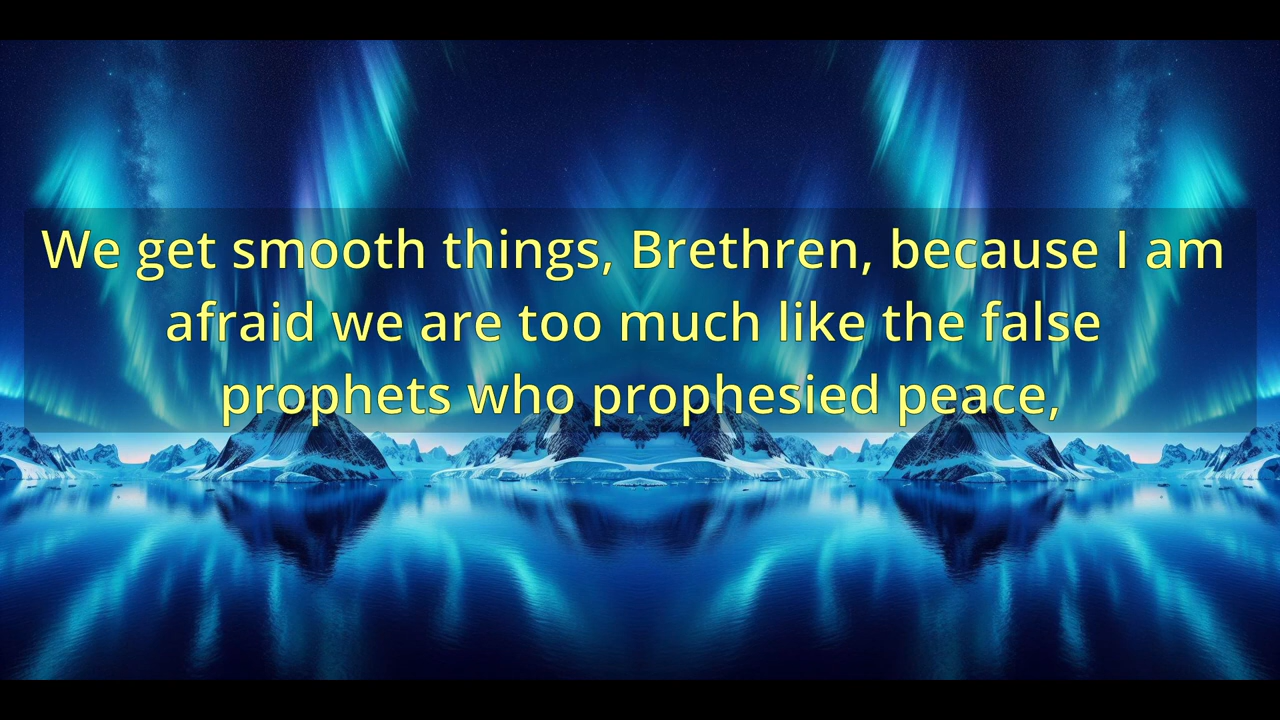 We get smooth things, Brethren, because I am
afraid we are too much like the false
prophets who prophesied peace,